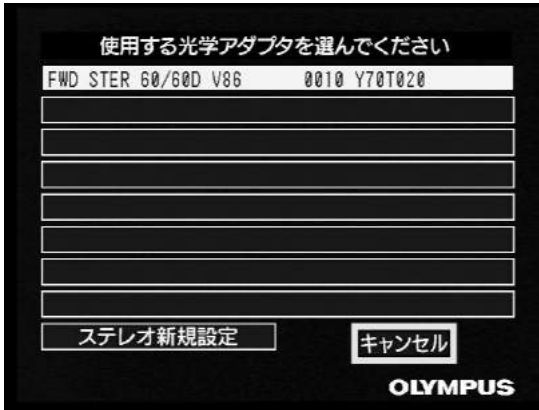 使用する光学アダプタを選んでください
FWD STER 60/60D V86 0010 Y70T020
ステレオ新規設定
キャンセル
OLYMPUS